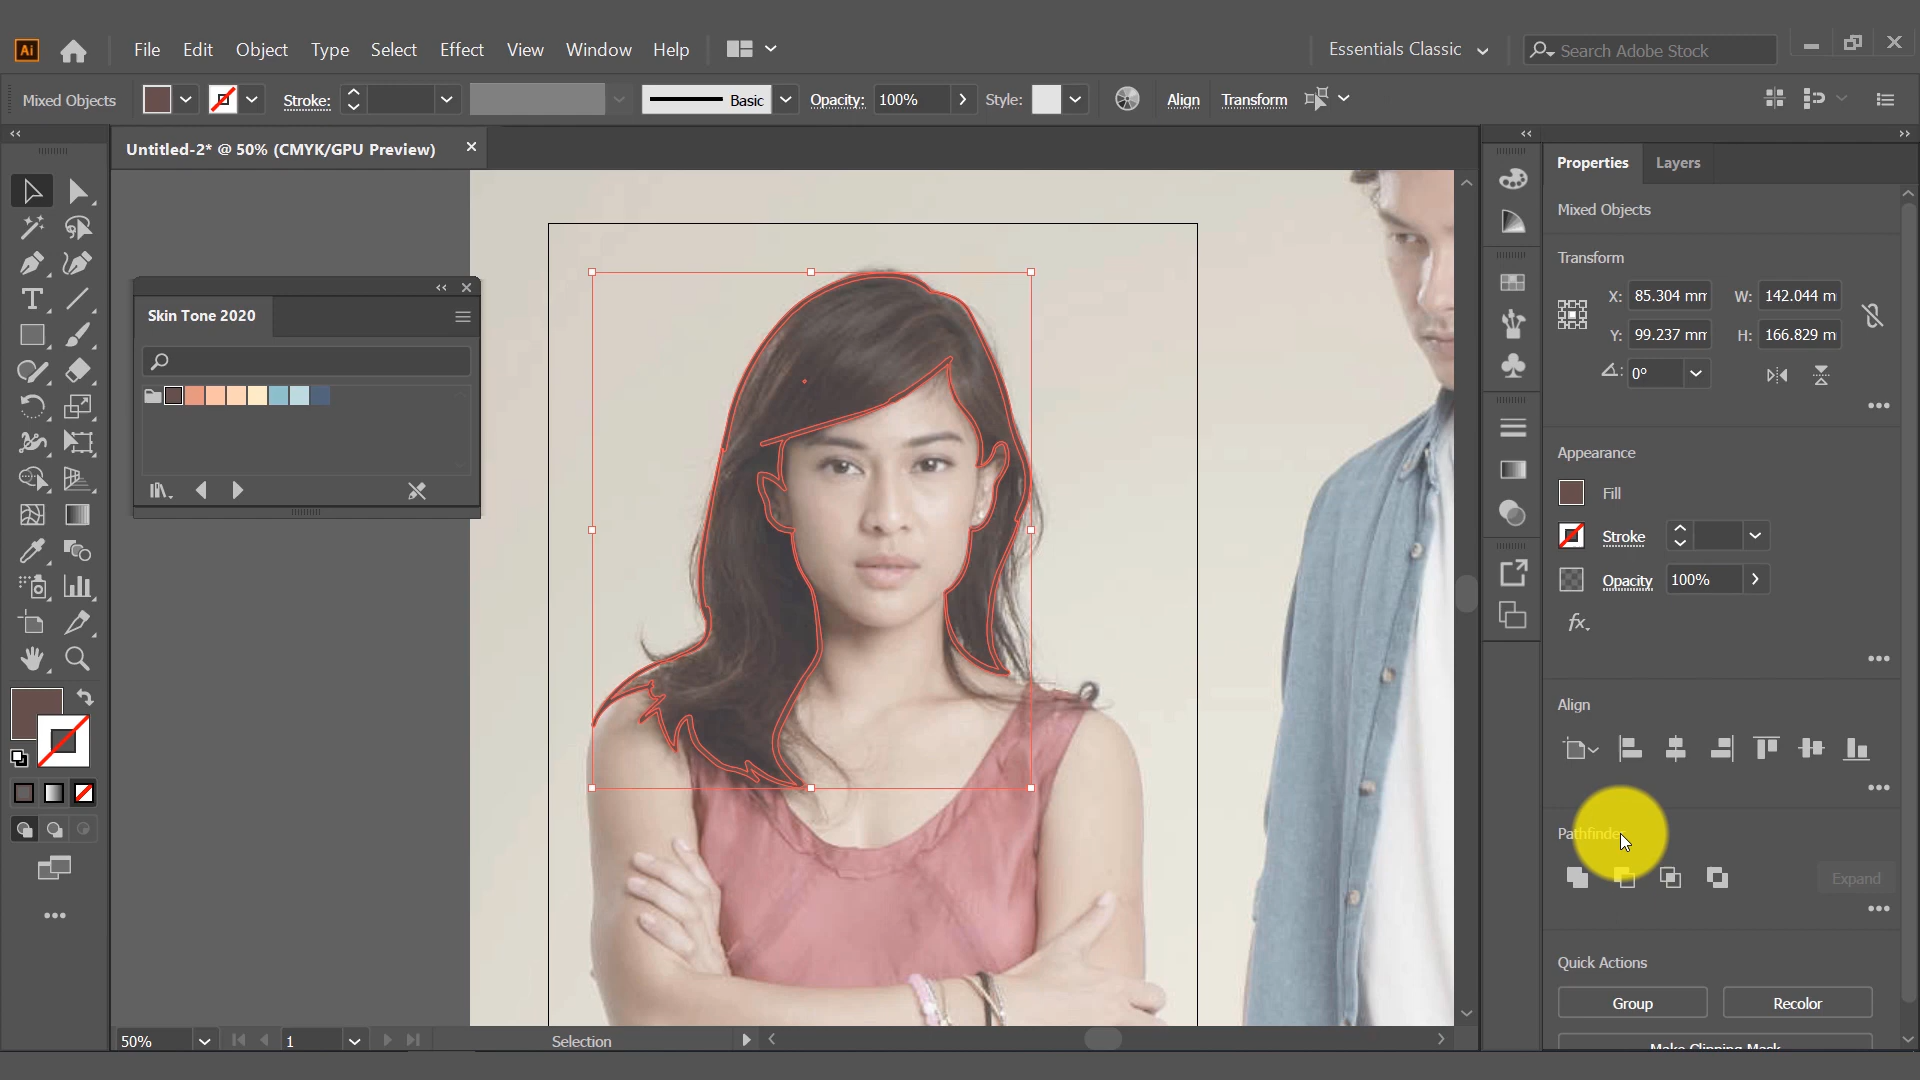 Ai File Edit Object Type Select Effect View Window Help Essentials Classic Search Adobe Stock
Mixed Objects Stroke: Basic Opacity: 100% Style: Align Transform
Untitled-2* @ 50% (CMYK/GPU Preview)
Properties Layers
Mixed Objects
Transform
X: 85.304 mm W: 142.044 m
Y: 99.237 mm H: 166.829 m
0°
Skin Tone 2020
Appearance
Fill
Stroke
Opacity 100%
fx.
Align
Pathfinder
Expand
Quick Actions
Group Recolor
Make Clipping Mask
50% 1 Selection